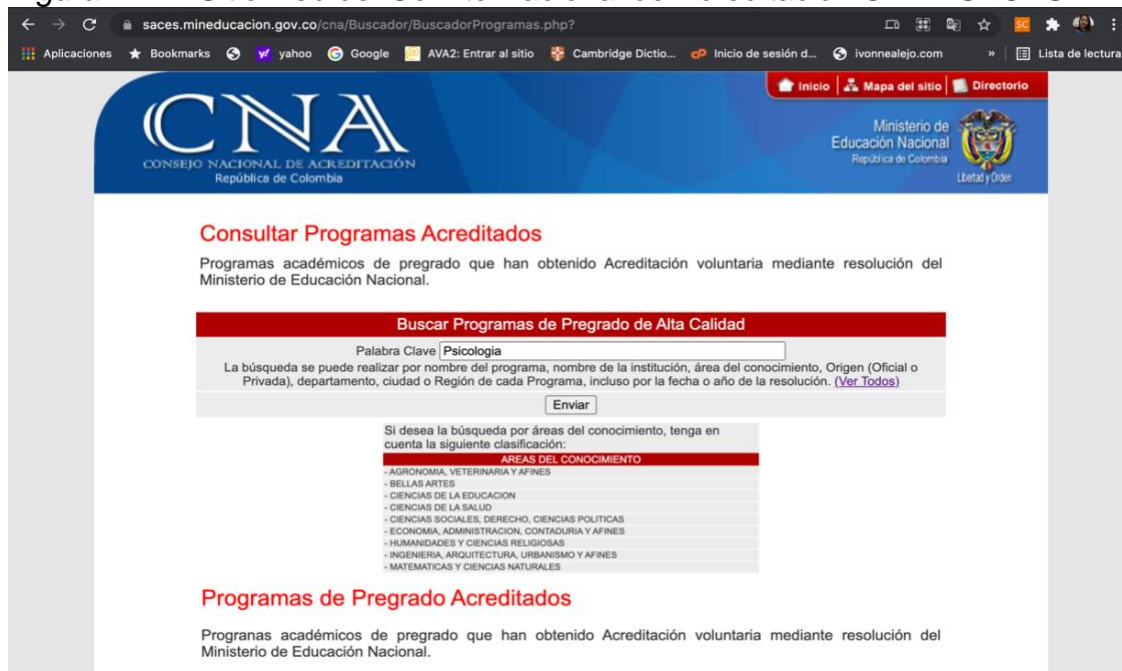 saces.mineducacion.gov.co/cna/Buscador/BuscadorProgramas.php?
Aplicaciones Bookmarks yahoo Google AVA2: Entrar al sitio Cambridge Dictio... Inicio de sesión d... ivonnealejo.com » Lista de lectura
Inicio Mapa del sitio Directorio
CNA
CONSEJO NACIONAL DE ACREDITACIÓN
República de Colombia
Ministerio de
Educación Nacional
República de Colombia
Libertad y Orden
Consultar Programas Acreditados
Programas académicos de pregrado que han obtenido Acreditación voluntaria mediante resolución del
Ministerio de Educación Nacional.
Buscar Programas de Pregrado de Alta Calidad
Palabra Clave Psicologia
La búsqueda se puede realizar por nombre del programa, nombre de la institución, área del conocimiento, Origen (Oficial o
Privada), departamento, ciudad o Región de cada Programa, incluso por la fecha o año de la resolución. (Ver Todos)
Enviar
Si desea la búsqueda por áreas del conocimiento, tenga en
cuenta la siguiente clasificación:
AREAS DEL CONOCIMIENTO
- AGRONOMIA, VETERINARIA Y AFINES
- BELLAS ARTES
- CIENCIAS DE LA EDUCACION
- CIENCIAS DE LA SALUD
- CIENCIAS SOCIALES, DERECHO, CIENCIAS POLITICAS
- ECONOMIA, ADMINISTRACION, CONTADURIA Y AFINES
- HUMANIDADES Y CIENCIAS RELIGIOSAS
- INGENIERIA, ARQUITECTURA, URBANISMO Y AFINES
- MATEMATICAS Y CIENCIAS NATURALES
Programas de Pregrado Acreditados
Progranas académicos de pregrado que han obtenido Acreditación voluntaria mediante resolución del
Ministerio de Educación Nacional.